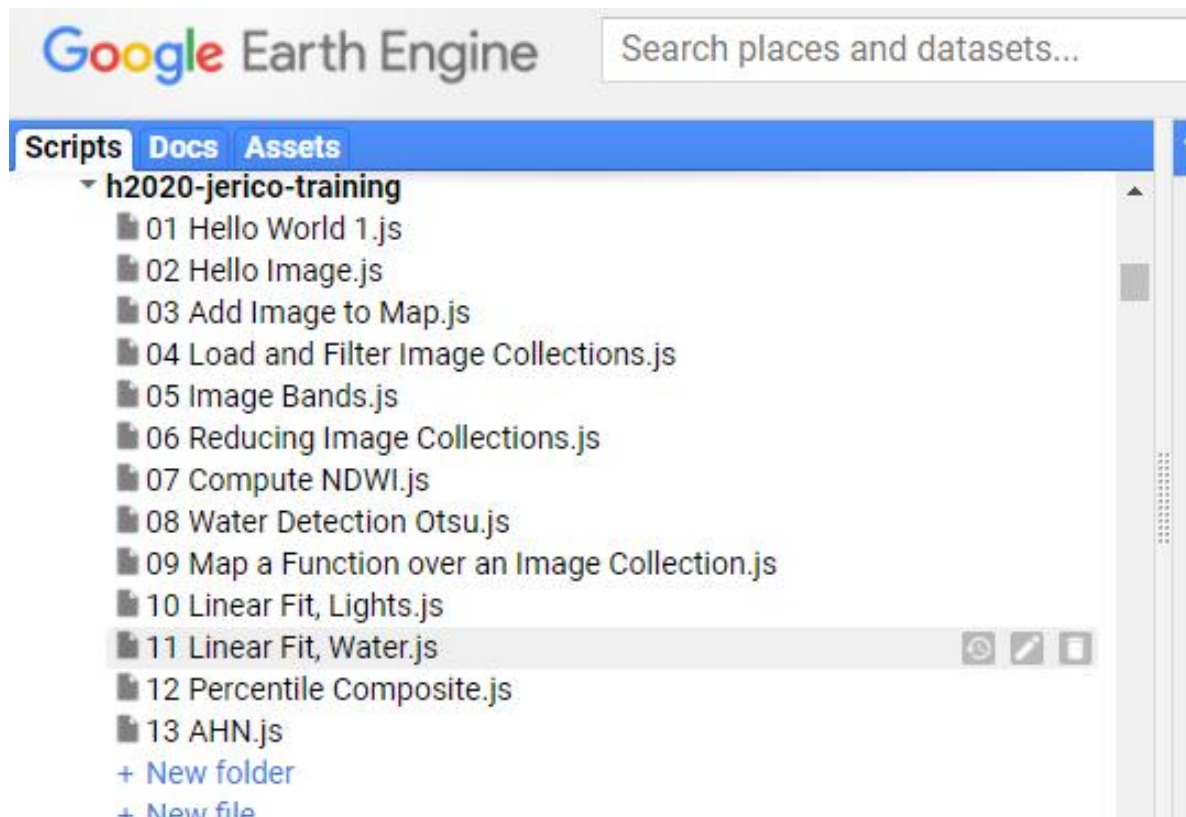 Google Earth Engine
Search places and datasets...
Scripts Docs Assets
h2020-jerico-training
01 Hello World 1.js
02 Hello Image.js
03 Add Image to Map.js
04 Load and Filter Image Collections.js
05 Image Bands.js
06 Reducing Image Collections.js
07 Compute NDWI.js
08 Water Detection Otsu.js
09 Map a Function over an Image Collection.js
10 Linear Fit, Lights.js
11 Linear Fit, Water.js
12 Percentile Composite.js
13 AHN.js
+ New folder
+ New file